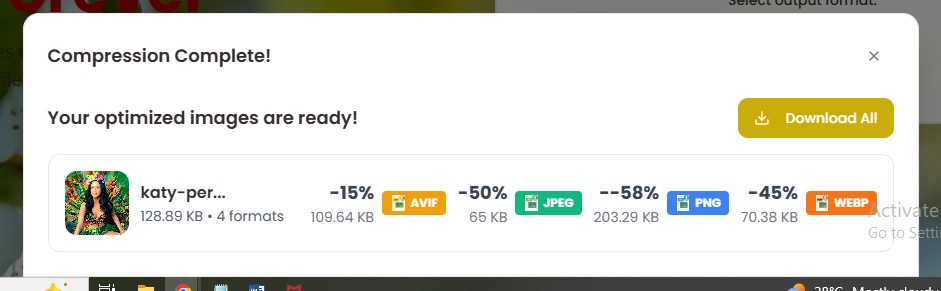 orever
Select output format:
Compression Complete!
Your optimized images are ready!
Download All
katy-per...
128.89 KB • 4 formats
-15%
109.64 KB
AVIF
-50%
65 KB
JPEG
--58%
203.29 KB
PNG
-45%
70.38 KB
WEBP
Activate
Go to Settin
28°C Mostly cloudy